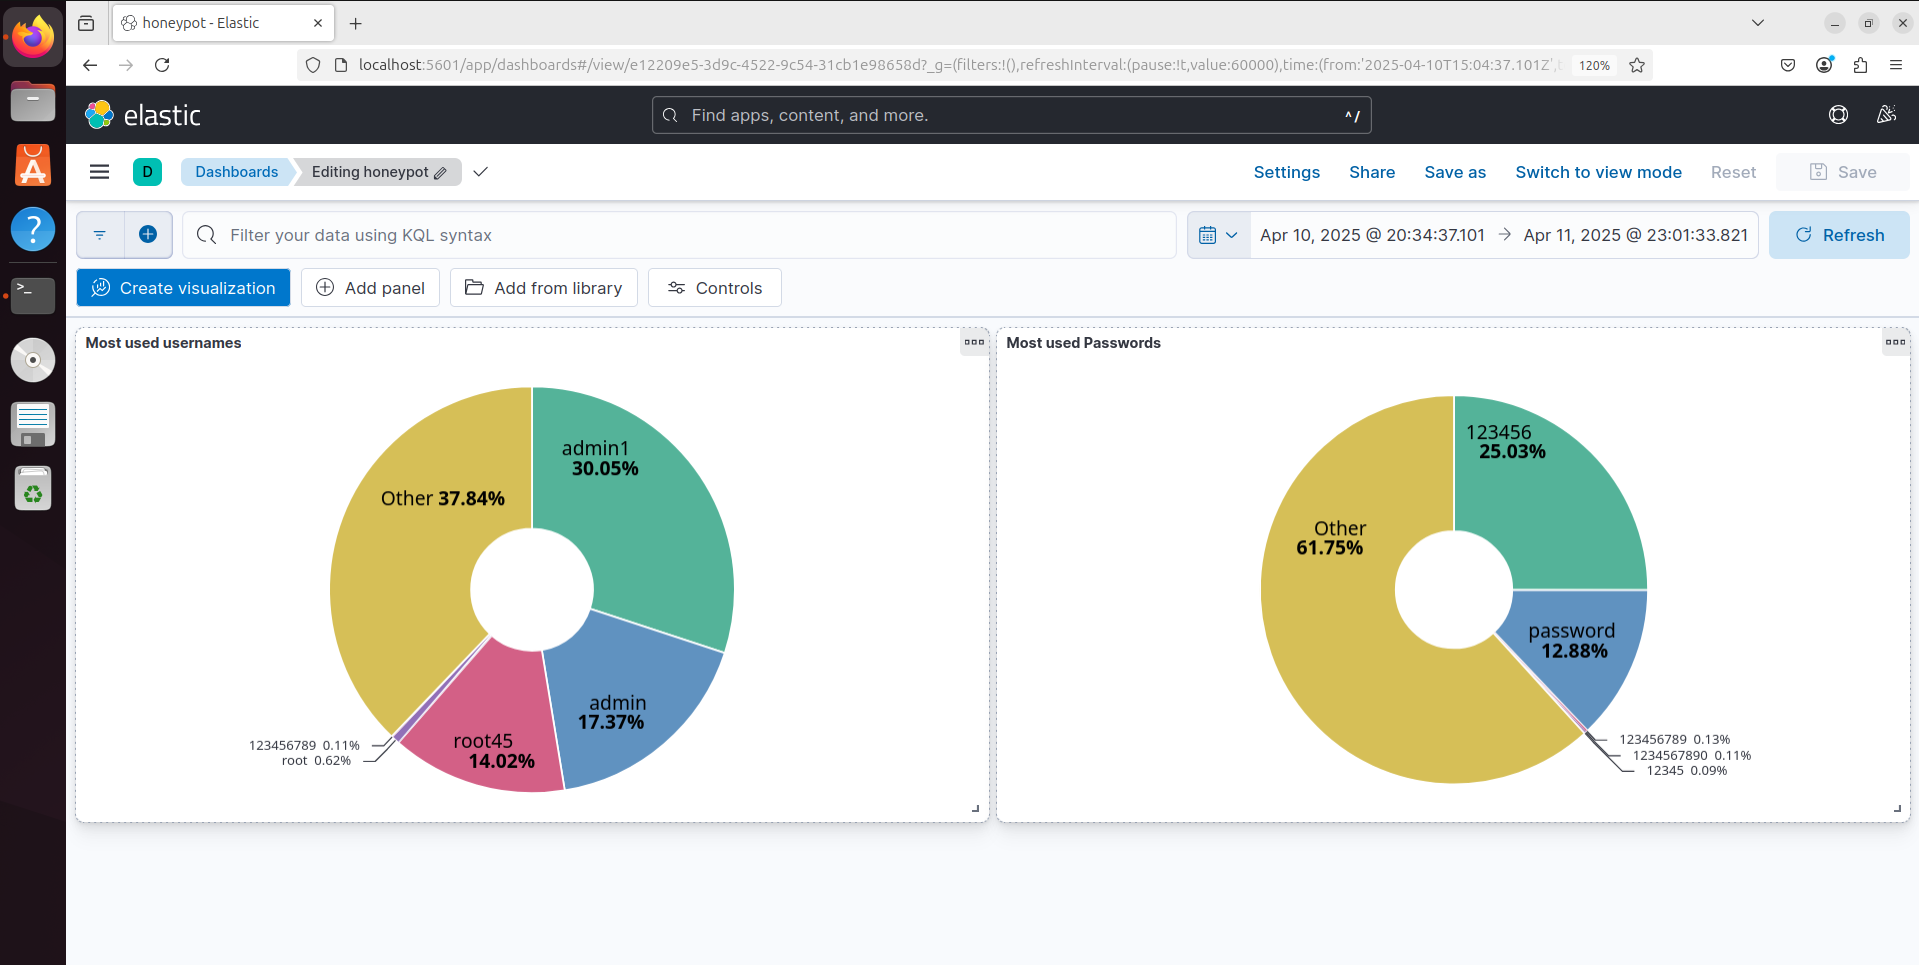 honeypot - Elastic
localhost:5601/app/dashboards#/view/e12209e5-3d9c-4522-9c54-31cb1e98658d?_g=(filters:!(),refreshInterval:(pause:!t,value:60000),time:(from:'2025-04-10T15:04:37.101Z',t
120%
elastic
Find apps, content, and more.
^/
D
Dashboards
Editing honeypot
Settings
Share
Save as
Switch to view mode
Reset
Save
Filter your data using KQL syntax
Apr 10, 2025 @ 20:34:37.101 → Apr 11, 2025 @ 23:01:33.821
Refresh
Create visualization
Add panel
Add from library
Controls
Most used usernames
admin1
30.05%
Other 37.84%
admin
17.37%
root45
14.02%
123456789 0.11%
root 0.62%
Most used Passwords
123456
25.03%
Other
61.75%
password
12.88%
123456789 0.13%
1234567890 0.11%
12345 0.09%